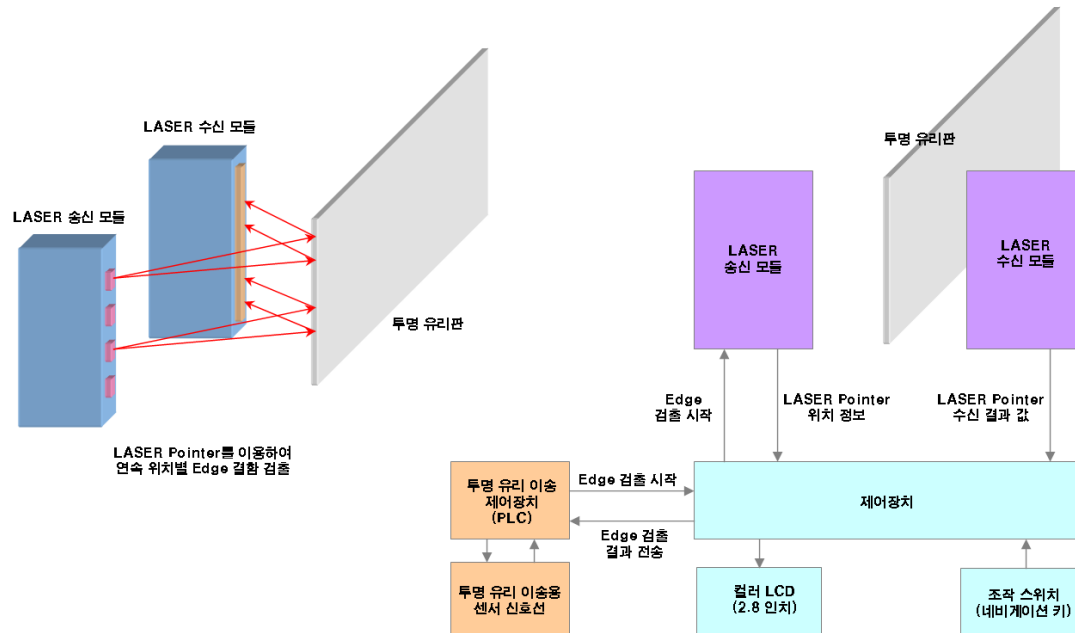 LASER 수신 모듈
LASER 송신 모듈
투명 유리판
LASER Pointer를 이용하여
연속 위치별 Edge 결함 검출
투명 유리판
LASER
송신 모듈
LASER
수신 모듈
Edge
검출 시작
LASER Pointer
위치 정보
LASER Pointer
수신 결과 값
투명 유리 이송
제어장치
(PLC)
Edge 검출 시작
제어장치
Edge 검출
결과 전송
투명 유리 이송용
센서 신호선
컬러 LCD
(2.8 인치)
조작 스위치
(네비게이션 키)